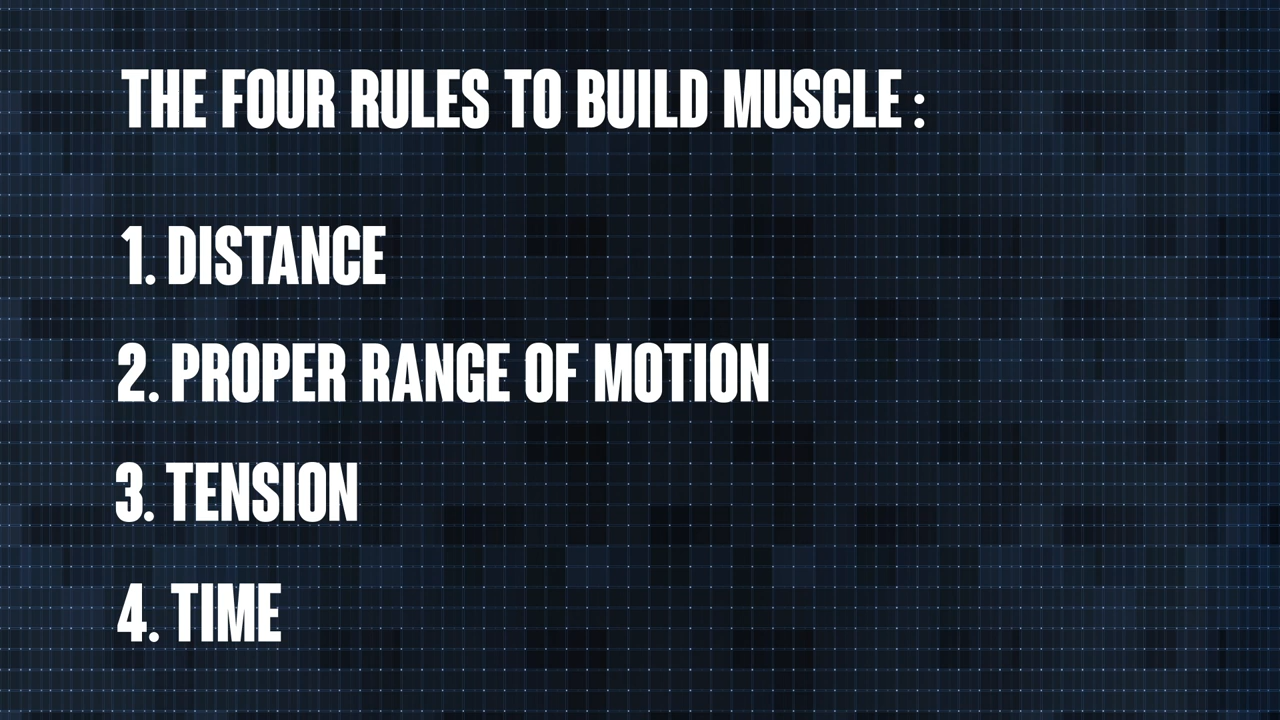 THE FOUR RULES TO BUILD MUSCLE :
1. DISTANCE
2. PROPER RANGE OF MOTION
3. TENSION
4. TIME